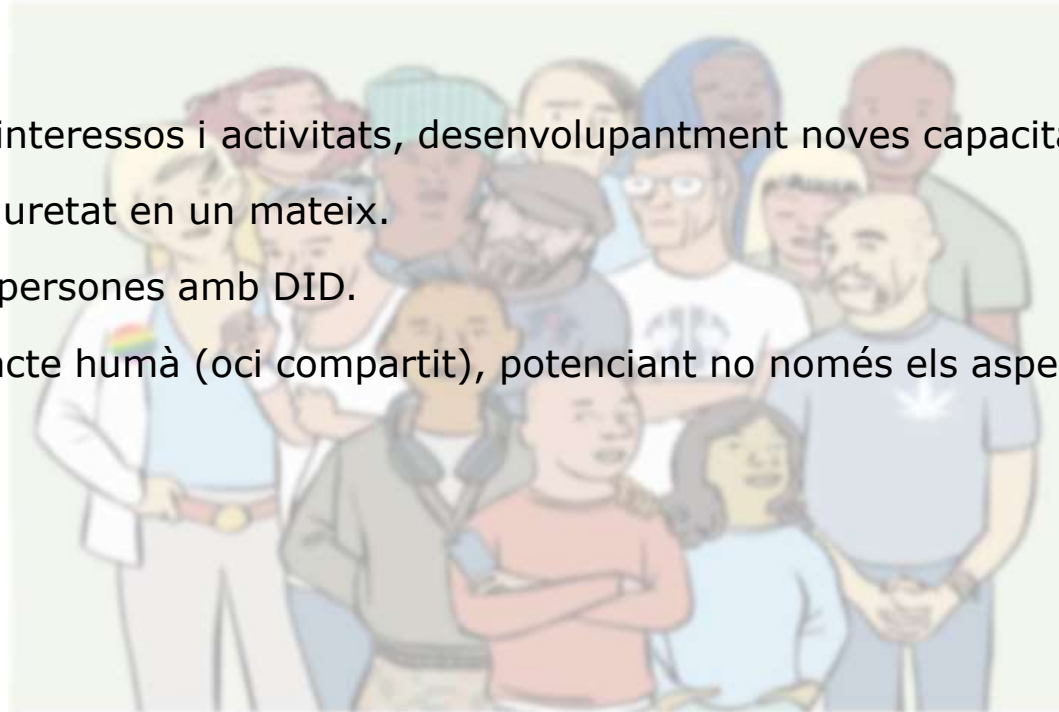 interessos i activitats, desenvolupantment noves capacita
uretat en un mateix.
persones amb DID.
acte humà (oci compartit), potenciant no només els aspe